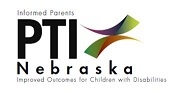 Informed Parents
PTI
Nebraska
Improved Outcomes for Children with Disabilities